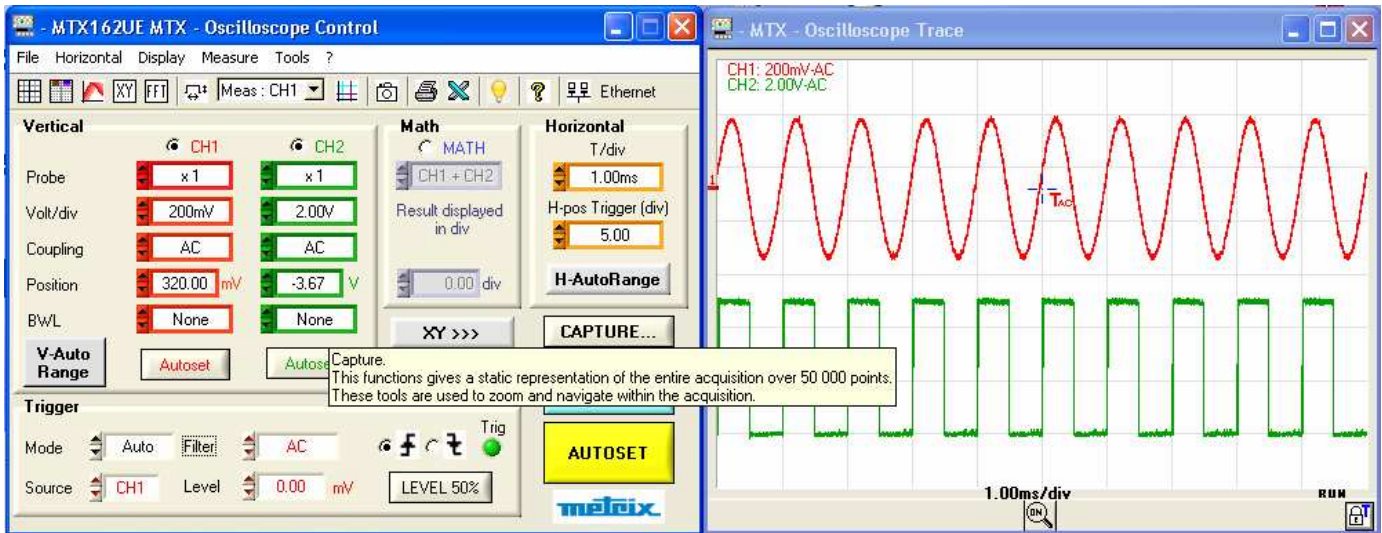 - MTX162UE MTX - Oscilloscope Control
File Horizontal Display Measure Tools ?
XY FFT Meas : CH1 Ethernet
Vertical
CH1 CH2
Probe x 1 x 1
Volt/div 200mV 2.00V
Coupling AC AC
Position 320.00 mV -3.67 V
BWL None None
V-Auto Range
Autoset Autose
Math
MATH
CH1 + CH2
Result displayed
in div
0.00 div
XY >>>
Horizontal
T/div
1.00ms
H-pos Trigger (div)
5.00
H-AutoRange
CAPTURE...
Capture.
This functions gives a static representation of the entire acquisition over 50 000 points.
These tools are used to zoom and navigate within the acquisition.
Trigger
Mode Auto Filter AC Trig
Source CH1 Level 0.00 mV LEVEL 50%
AUTOSET
metrix
- MTX - Oscilloscope Trace
CH1: 200mV-AC
CH2: 2.00V-AC
1
TAC
1.00ms/div RUN
ON
T